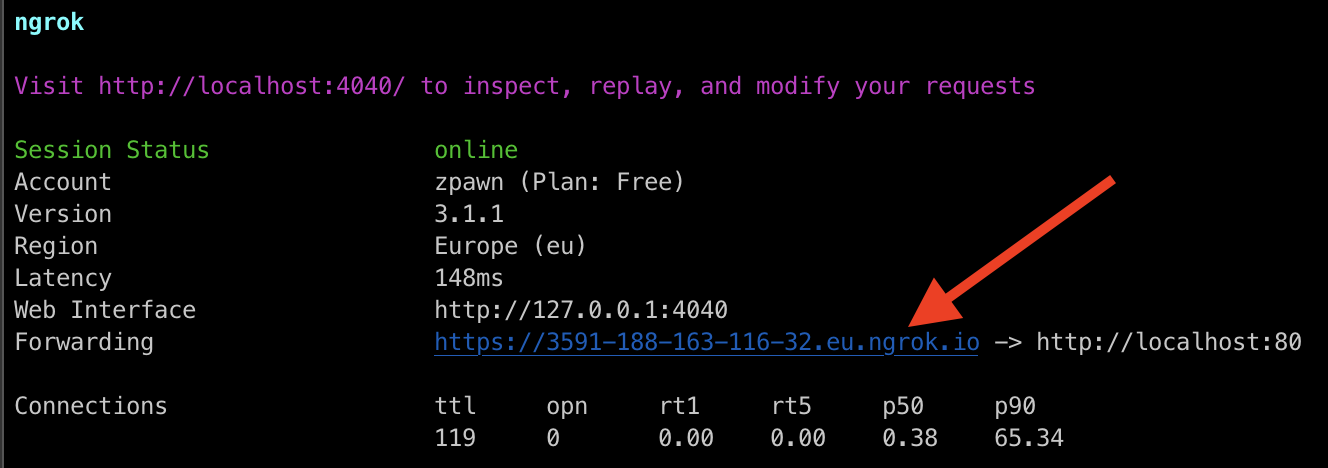 ngrok
Visit http://localhost:4040/ to inspect, replay, and modify your requests
Session Status online
Account zpawn (Plan: Free)
Version 3.1.1
Region Europe (eu)
Latency 148ms
Web Interface http://127.0.0.1:4040
Forwarding https://3591-188-163-116-32.eu.ngrok.io -> http://localhost:80
Connections ttl opn rt1 rt5 p50 p90
119 0 0.00 0.00 0.38 65.34